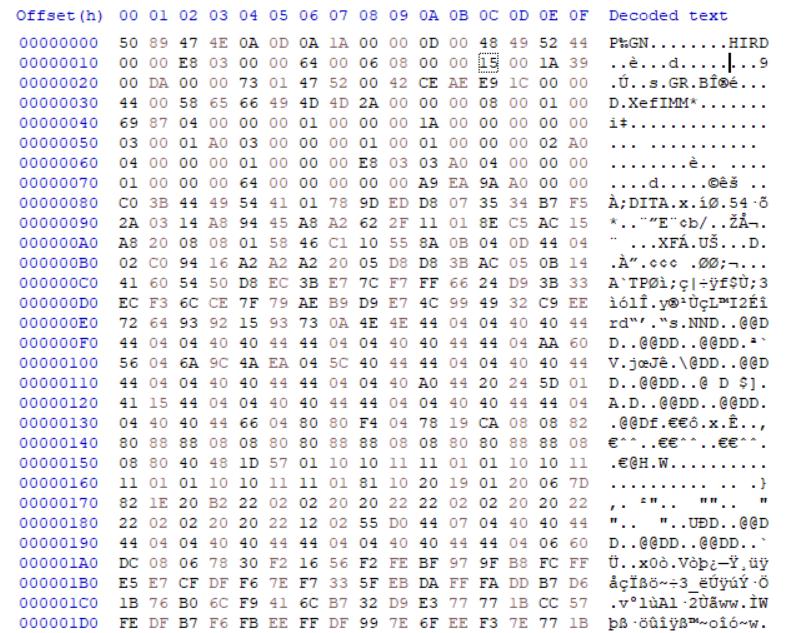 Offset(h) 00 01 02 03 04 05 06 07 08 09 0A 0B 0C 0D 0E 0F Decoded text
00000000 50 89 47 4E 0A 0D 0A 1A 00 00 0D 00 48 49 52 44 P‰GN........HIRD
00000010 00 00 E8 03 00 00 64 00 06 08 00 00 15 00 1A 39 ..è...d........9
00000020 00 DA 00 00 73 01 47 52 00 42 CE AE E9 1C 00 00 .Ú..s.GR.BÎ®é...
00000030 44 00 58 65 66 49 4D 4D 2A 00 00 00 08 00 01 00 D.XefIMM*.......
00000040 69 87 04 00 00 00 01 00 00 00 1A 00 00 00 00 00 i‡..............
00000050 03 00 01 A0 03 00 00 00 01 00 01 00 00 00 02 A0 ... ...........
00000060 04 00 00 00 01 00 00 00 E8 03 03 A0 04 00 00 00 ........è.. ....
00000070 01 00 00 00 64 00 00 00 00 00 A9 EA 9A A0 00 00 ....d.....©êš ..
00000080 C0 3B 44 49 54 41 01 78 9D ED D8 07 35 34 B7 F5 À;DITA.x.íØ.54·õ
00000090 2A 03 14 A8 94 45 A8 A2 62 2F 11 01 8E C5 AC 15 *..¨”E¨¢b/..ŽÅ¬.
000000A0 A8 20 08 08 01 58 46 C1 10 55 8A 0B 04 0D 44 04 ¨ ...XFÁ.UŠ...D.
000000B0 02 C0 94 16 A2 A2 A2 20 05 D8 D8 3B AC 05 0B 14 .À”.¢¢¢ .ØØ;¬...
000000C0 41 60 54 50 D8 EC 3B E7 7C F7 FF 66 24 D9 3B 33 A`TPØì;ç|÷ÿf$Ù;3
000000D0 EC F3 6C CE 7F 79 AE B9 D9 E7 4C 99 49 32 C9 EE ìólÎ.y®¹ÙçL™I2Éî
000000E0 72 64 93 92 15 93 73 0A 4E 4E 44 04 04 40 40 44 rd“’.“s.NND..@@D
000000F0 44 04 04 40 40 44 44 04 04 40 40 44 44 04 AA 60 D..@@DD..@@DD.ª`
00000100 56 04 6A 9C 4A EA 04 5C 40 44 44 04 04 40 40 44 V.jœJê.\@DD..@@D
00000110 44 04 04 40 40 44 44 04 04 40 A0 44 20 24 5D 01 D..@@DD..@ D $].
00000120 41 15 44 04 04 40 40 44 44 04 04 40 40 44 44 04 A.D..@@DD..@@DD.
00000130 04 40 40 44 66 04 80 80 F4 04 78 19 CA 08 08 82 .@@Df.€€ô.x.Ê..‚
00000140 80 88 88 08 08 80 80 88 88 08 08 80 80 88 88 08 €ˆˆ..€€ˆˆ..€€ˆˆ.
00000150 08 80 40 48 1D 57 01 10 10 11 11 01 01 10 10 11 .€@H.W..........
00000160 11 01 01 10 10 11 11 01 81 10 20 19 01 20 06 7D .......... .. .}
00000170 82 1E 20 B2 22 02 02 20 20 22 22 02 02 20 20 22 ‚. ²".. "".. "
00000180 22 02 02 20 20 22 12 02 55 D0 44 07 04 40 40 44 ".. "..UÐD..@@D
00000190 44 04 04 40 40 44 44 04 04 40 40 44 44 04 06 60 D..@@DD..@@DD..`
000001A0 DC 08 06 78 30 F2 16 56 F2 FE BF 97 9F B8 FC FF Ü..x0ò.Vòþ¿—Ÿ¸üÿ
000001B0 E5 E7 CF DF F6 7E F7 33 5F EB DA FF FA DD B7 D6 åçÏßö~÷3_ëÚÿúÝ·Ö
000001C0 1B 76 B0 6C F9 41 6C B7 32 D9 E3 77 77 1B CC 57 .v°lùAl·2Ùãww.ÌW
000001D0 FE DF B7 F6 FB EE FF DF 99 7E 6F EE F3 7E 77 1B þß·öûîÿß™~oîó~w.